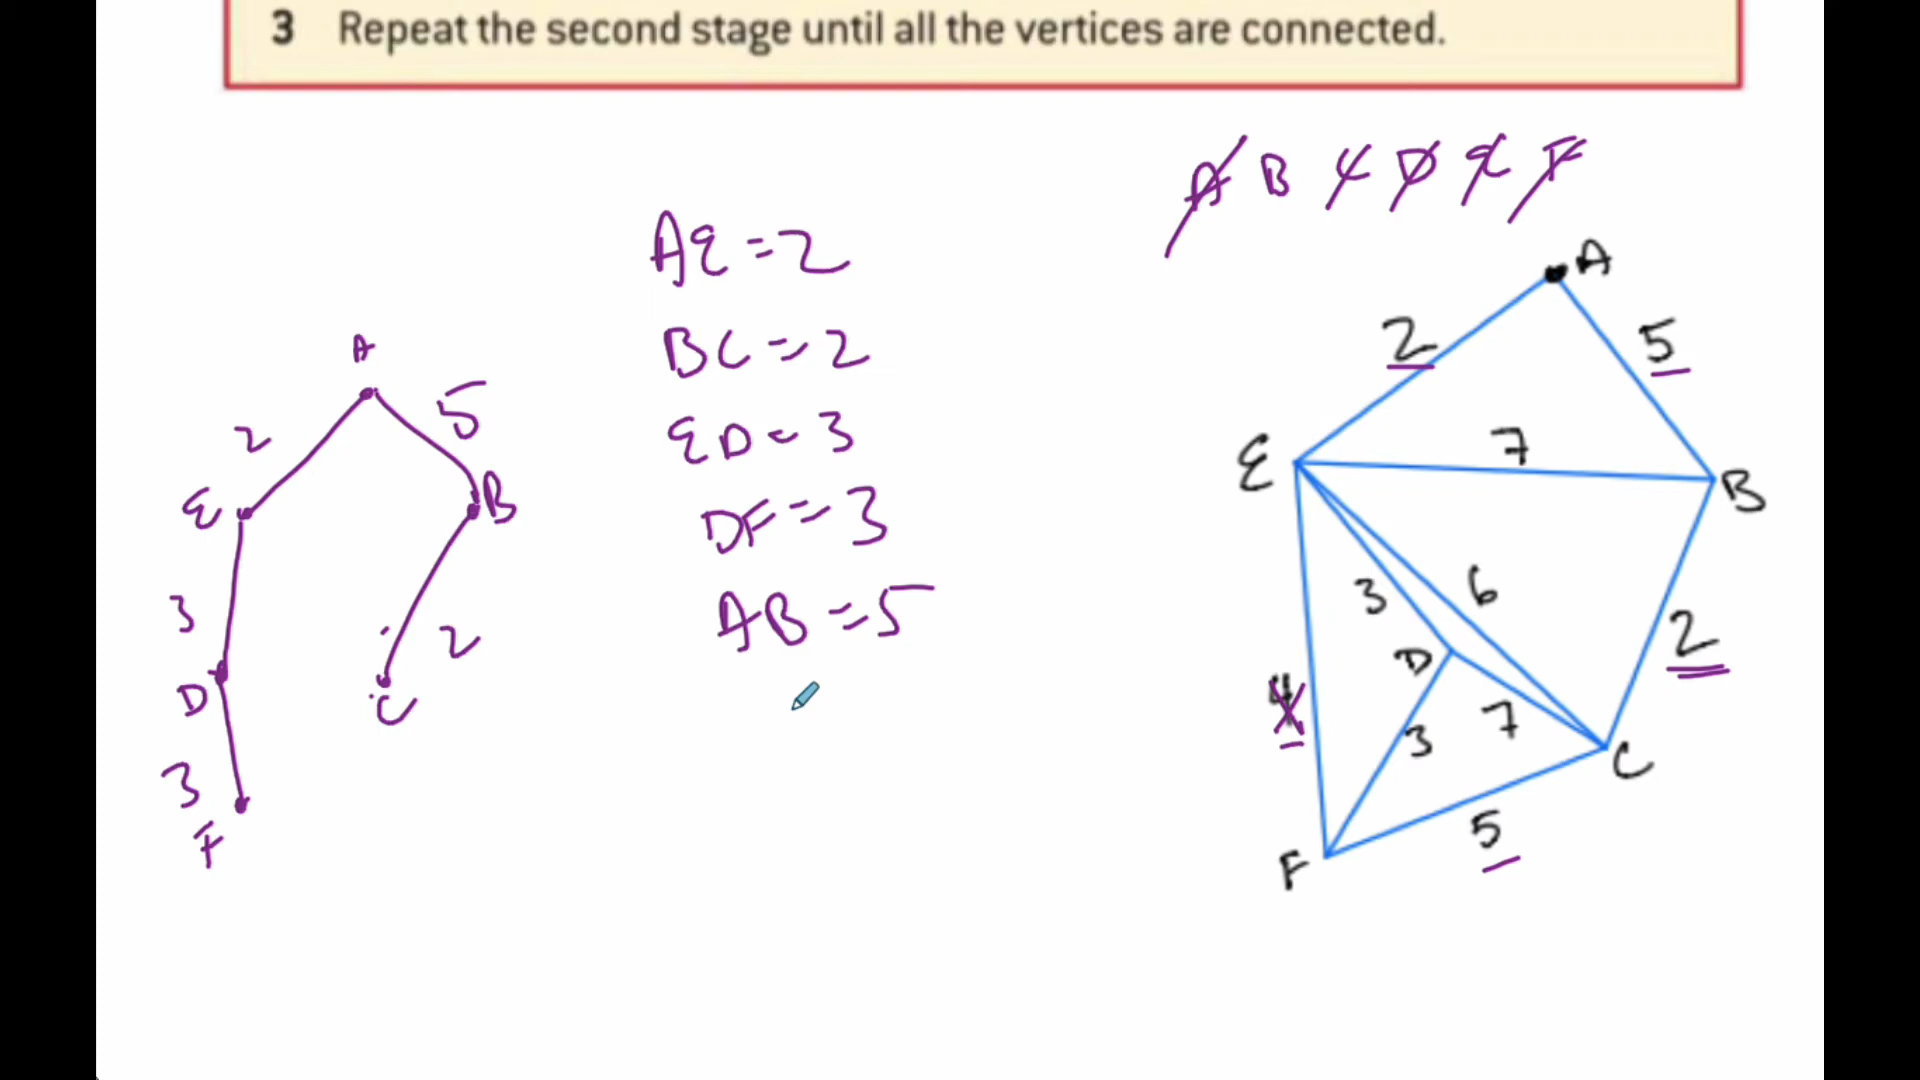 3 Repeat the second stage until all the vertices are connected.
A B C D E F
AE = 2
BC = 2
ED = 3
DF = 3
AB = 5
A
2
5
E
B
3
2
D
C
3
F
A
2
5
E
7
B
3
6
2
D
4
3
7
C
5
F